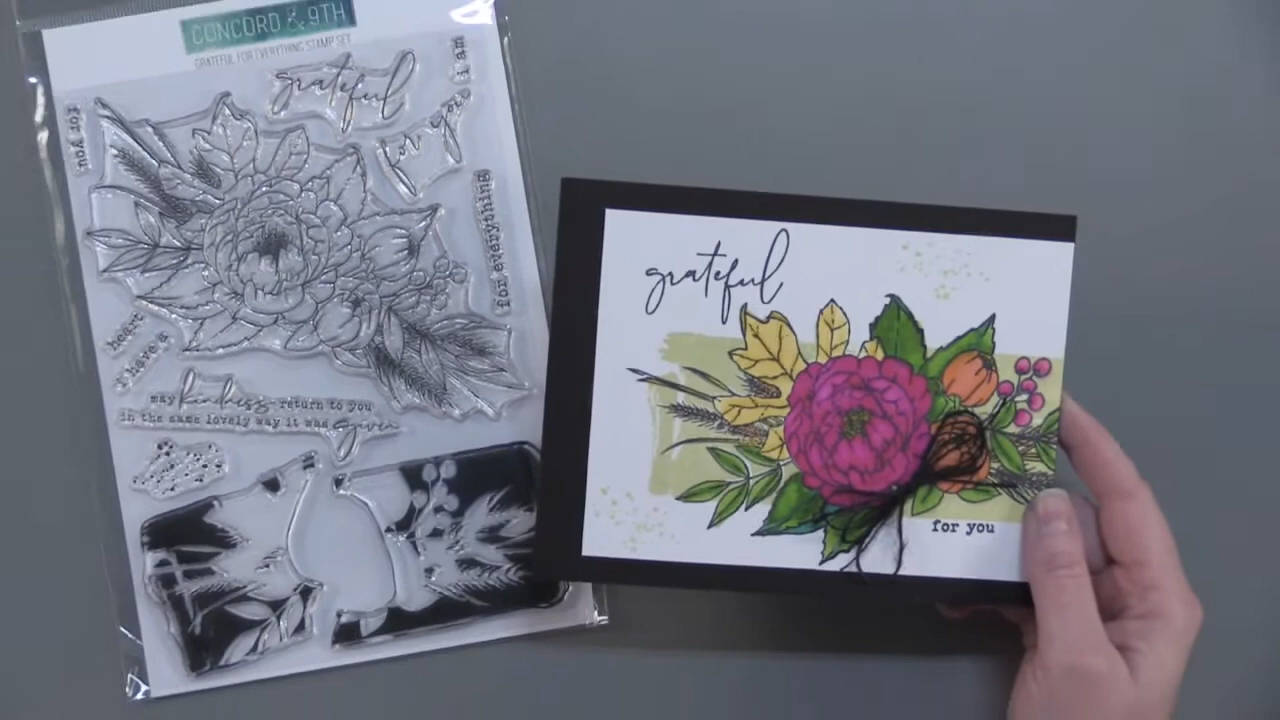 CONCORD & 9TH
GRATEFUL FOR EVERYTHING STAMP SET
grateful
i am
for you
for you
for everything
heart
i have a
may kindness return to you
in the same lovely way it was given
grateful
for you